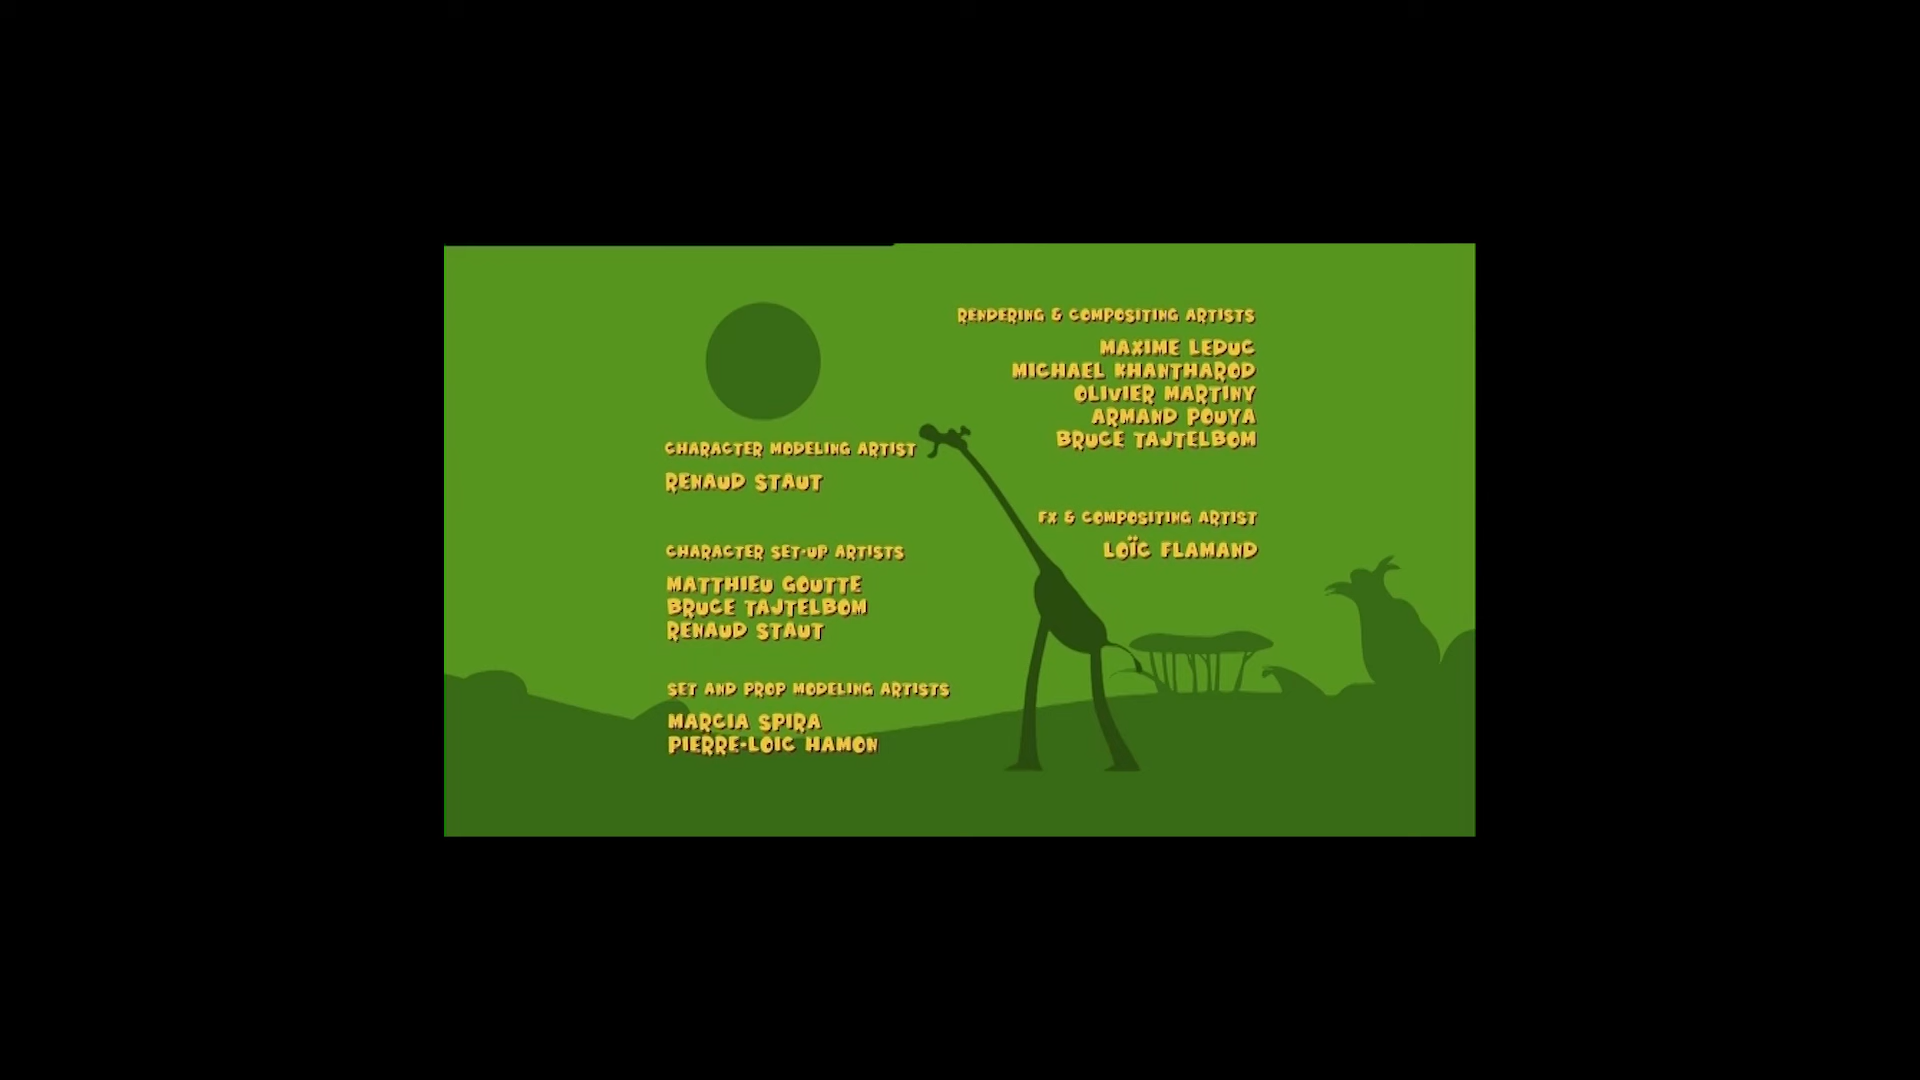 CHARACTER MODELING ARTIST
RENAUD STAUT
CHARACTER SET-UP ARTISTS
MATTHIEU GOUTTE
BRUCE TAJTELBOM
RENAUD STAUT
SET AND PROP MODELING ARTISTS
MARCIA SPIRA
PIERRE-LOIC HAMON
RENDERING & COMPOSITING ARTISTS
MAXIME LEDUC
MICHAEL KHANTHAROD
OLIVIER MARTINY
ARMAND POUYA
BRUCE TAJTELBOM
FX & COMPOSITING ARTIST
LOÏC FLAMAND